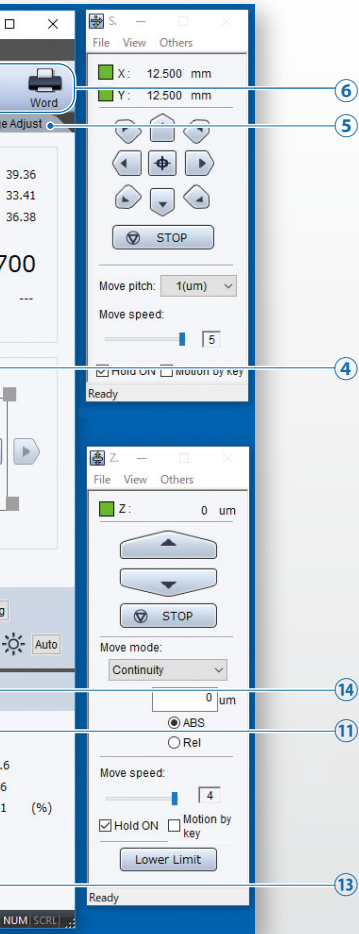 S.
File View Others
X: 12.500 mm
Y: 12.500 mm
STOP
Move pitch: 1(um)
Move speed:
5
Hold ON Motion by key
Ready
Word
ge Adjust
39.36
33.41
36.38
700
---
g
Auto
.6
6
1 (%)
NUM SCRL
Z.
File View Others
Z: 0 um
STOP
Move mode:
Continuity
0 um
ABS
Rel
Move speed:
4
Hold ON Motion by
key
Lower Limit
Ready
6
5
4
14
11
13